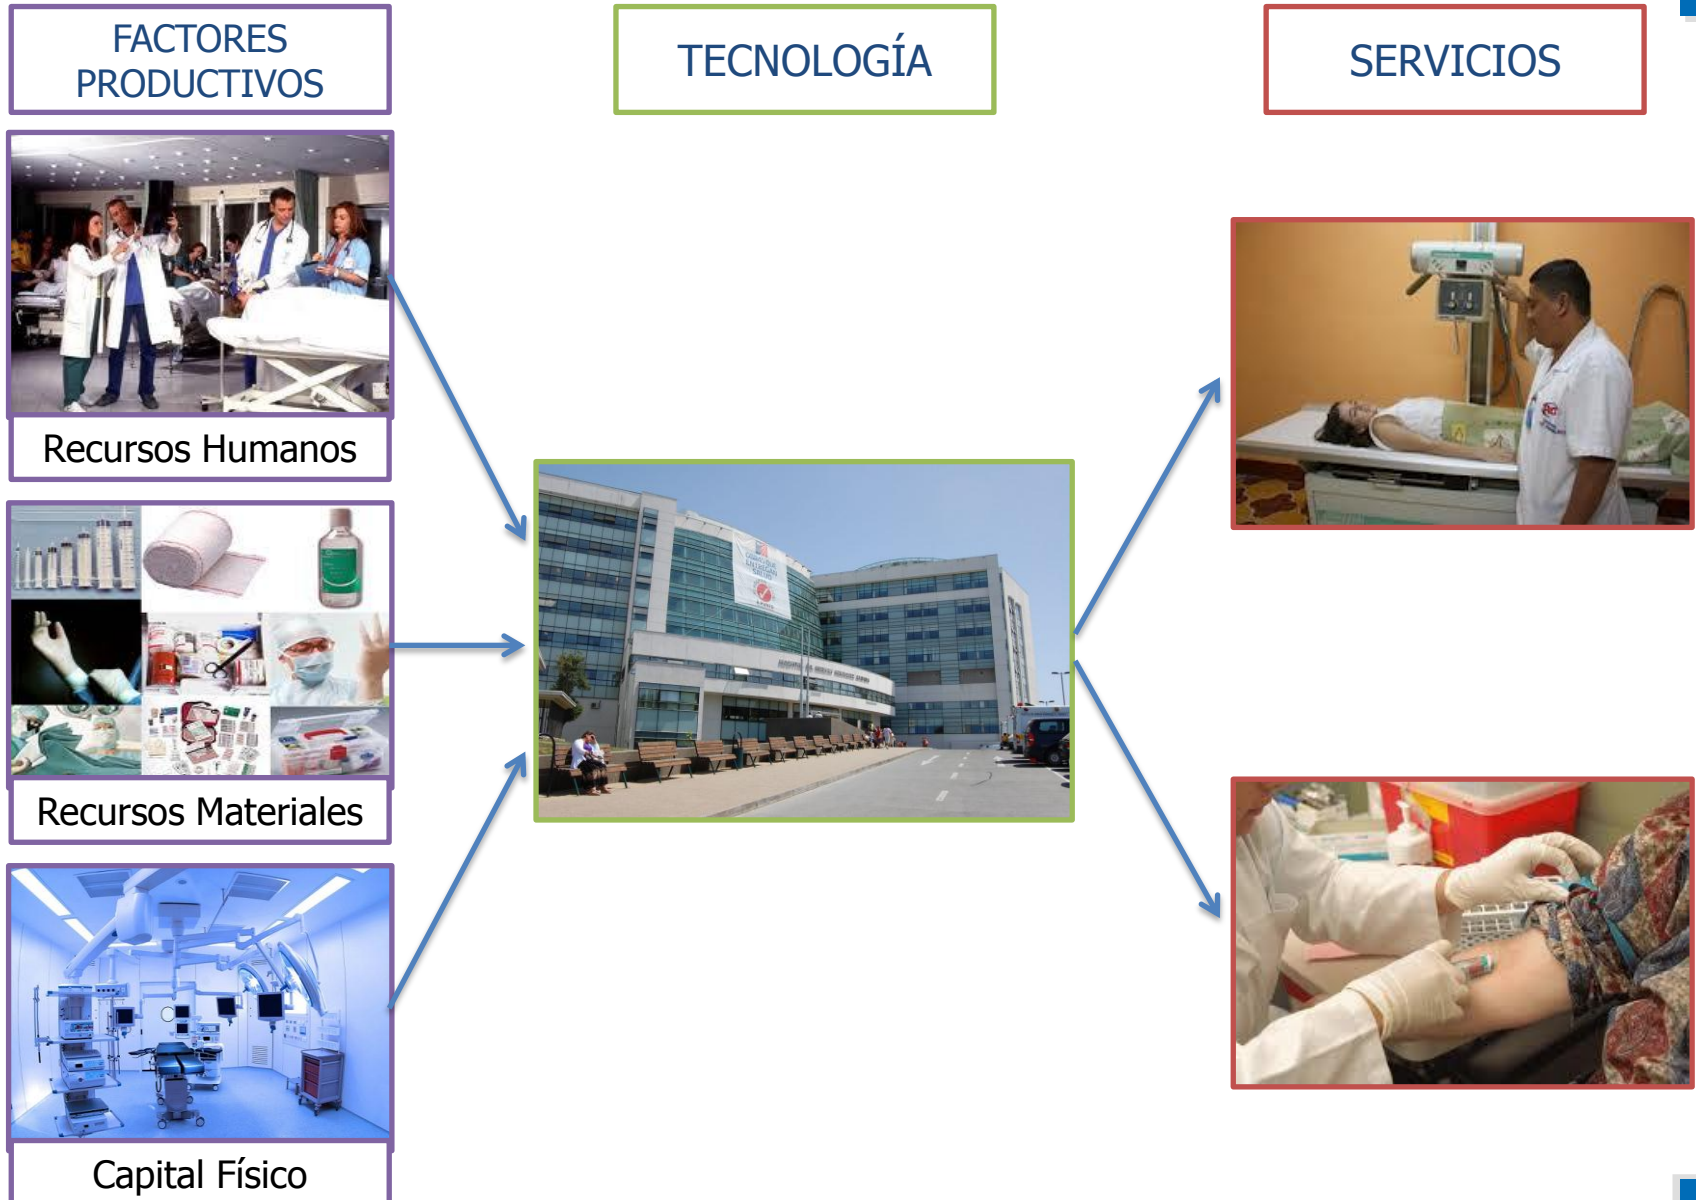 FACTORES
PRODUCTIVOS
TECNOLOGÍA
SERVICIOS
Recursos Humanos
Recursos Materiales
Capital Físico